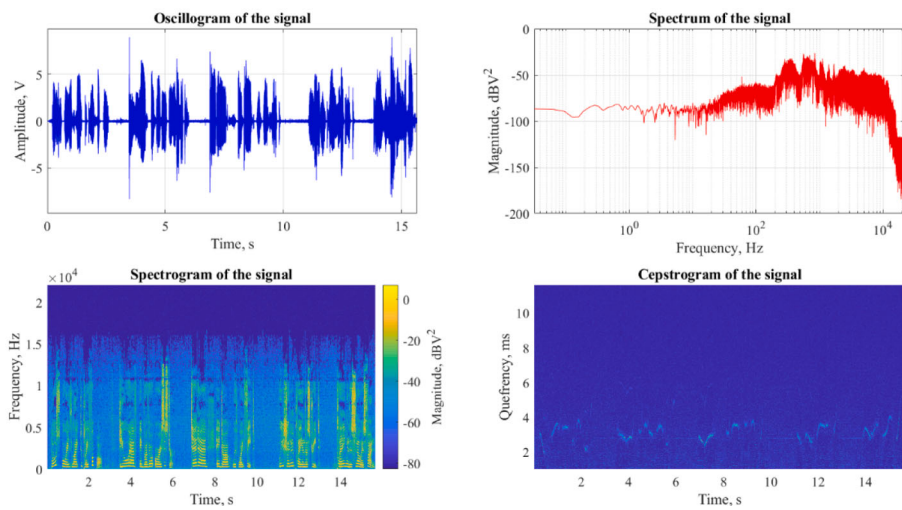 Oscillogram of the signal
Amplitude, V
5
0
-5
0 5 10 15
Time, s
Spectrum of the signal
Magnitude, dBV²
0
-50
-100
-150
-200
10⁰ 10² 10⁴
Frequency, Hz
Spectrogram of the signal
×10⁴
Frequency, Hz
2
1.5
1
0.5
0
2 4 6 8 10 12 14
Time, s
0
-20
-40
-60
-80
Magnitude, dBV²
Cepstrogram of the signal
Quefrency, ms
10
8
6
4
2
2 4 6 8 10 12 14
Time, s